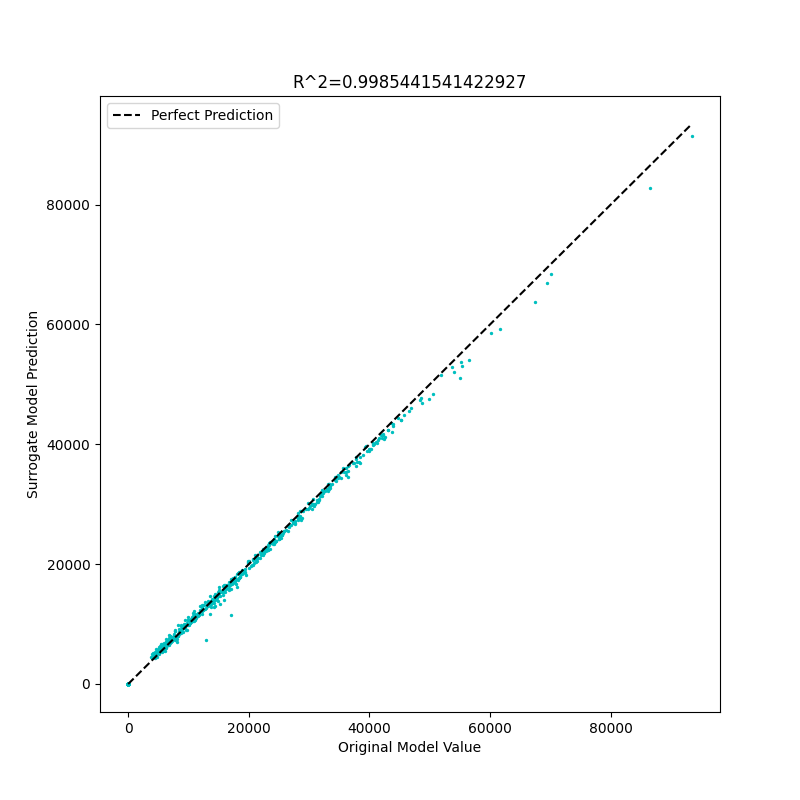 R^2=0.9985441541422927
Perfect Prediction
80000
60000
40000
20000
0
Surrogate Model Prediction
0 20000 40000 60000 80000
Original Model Value